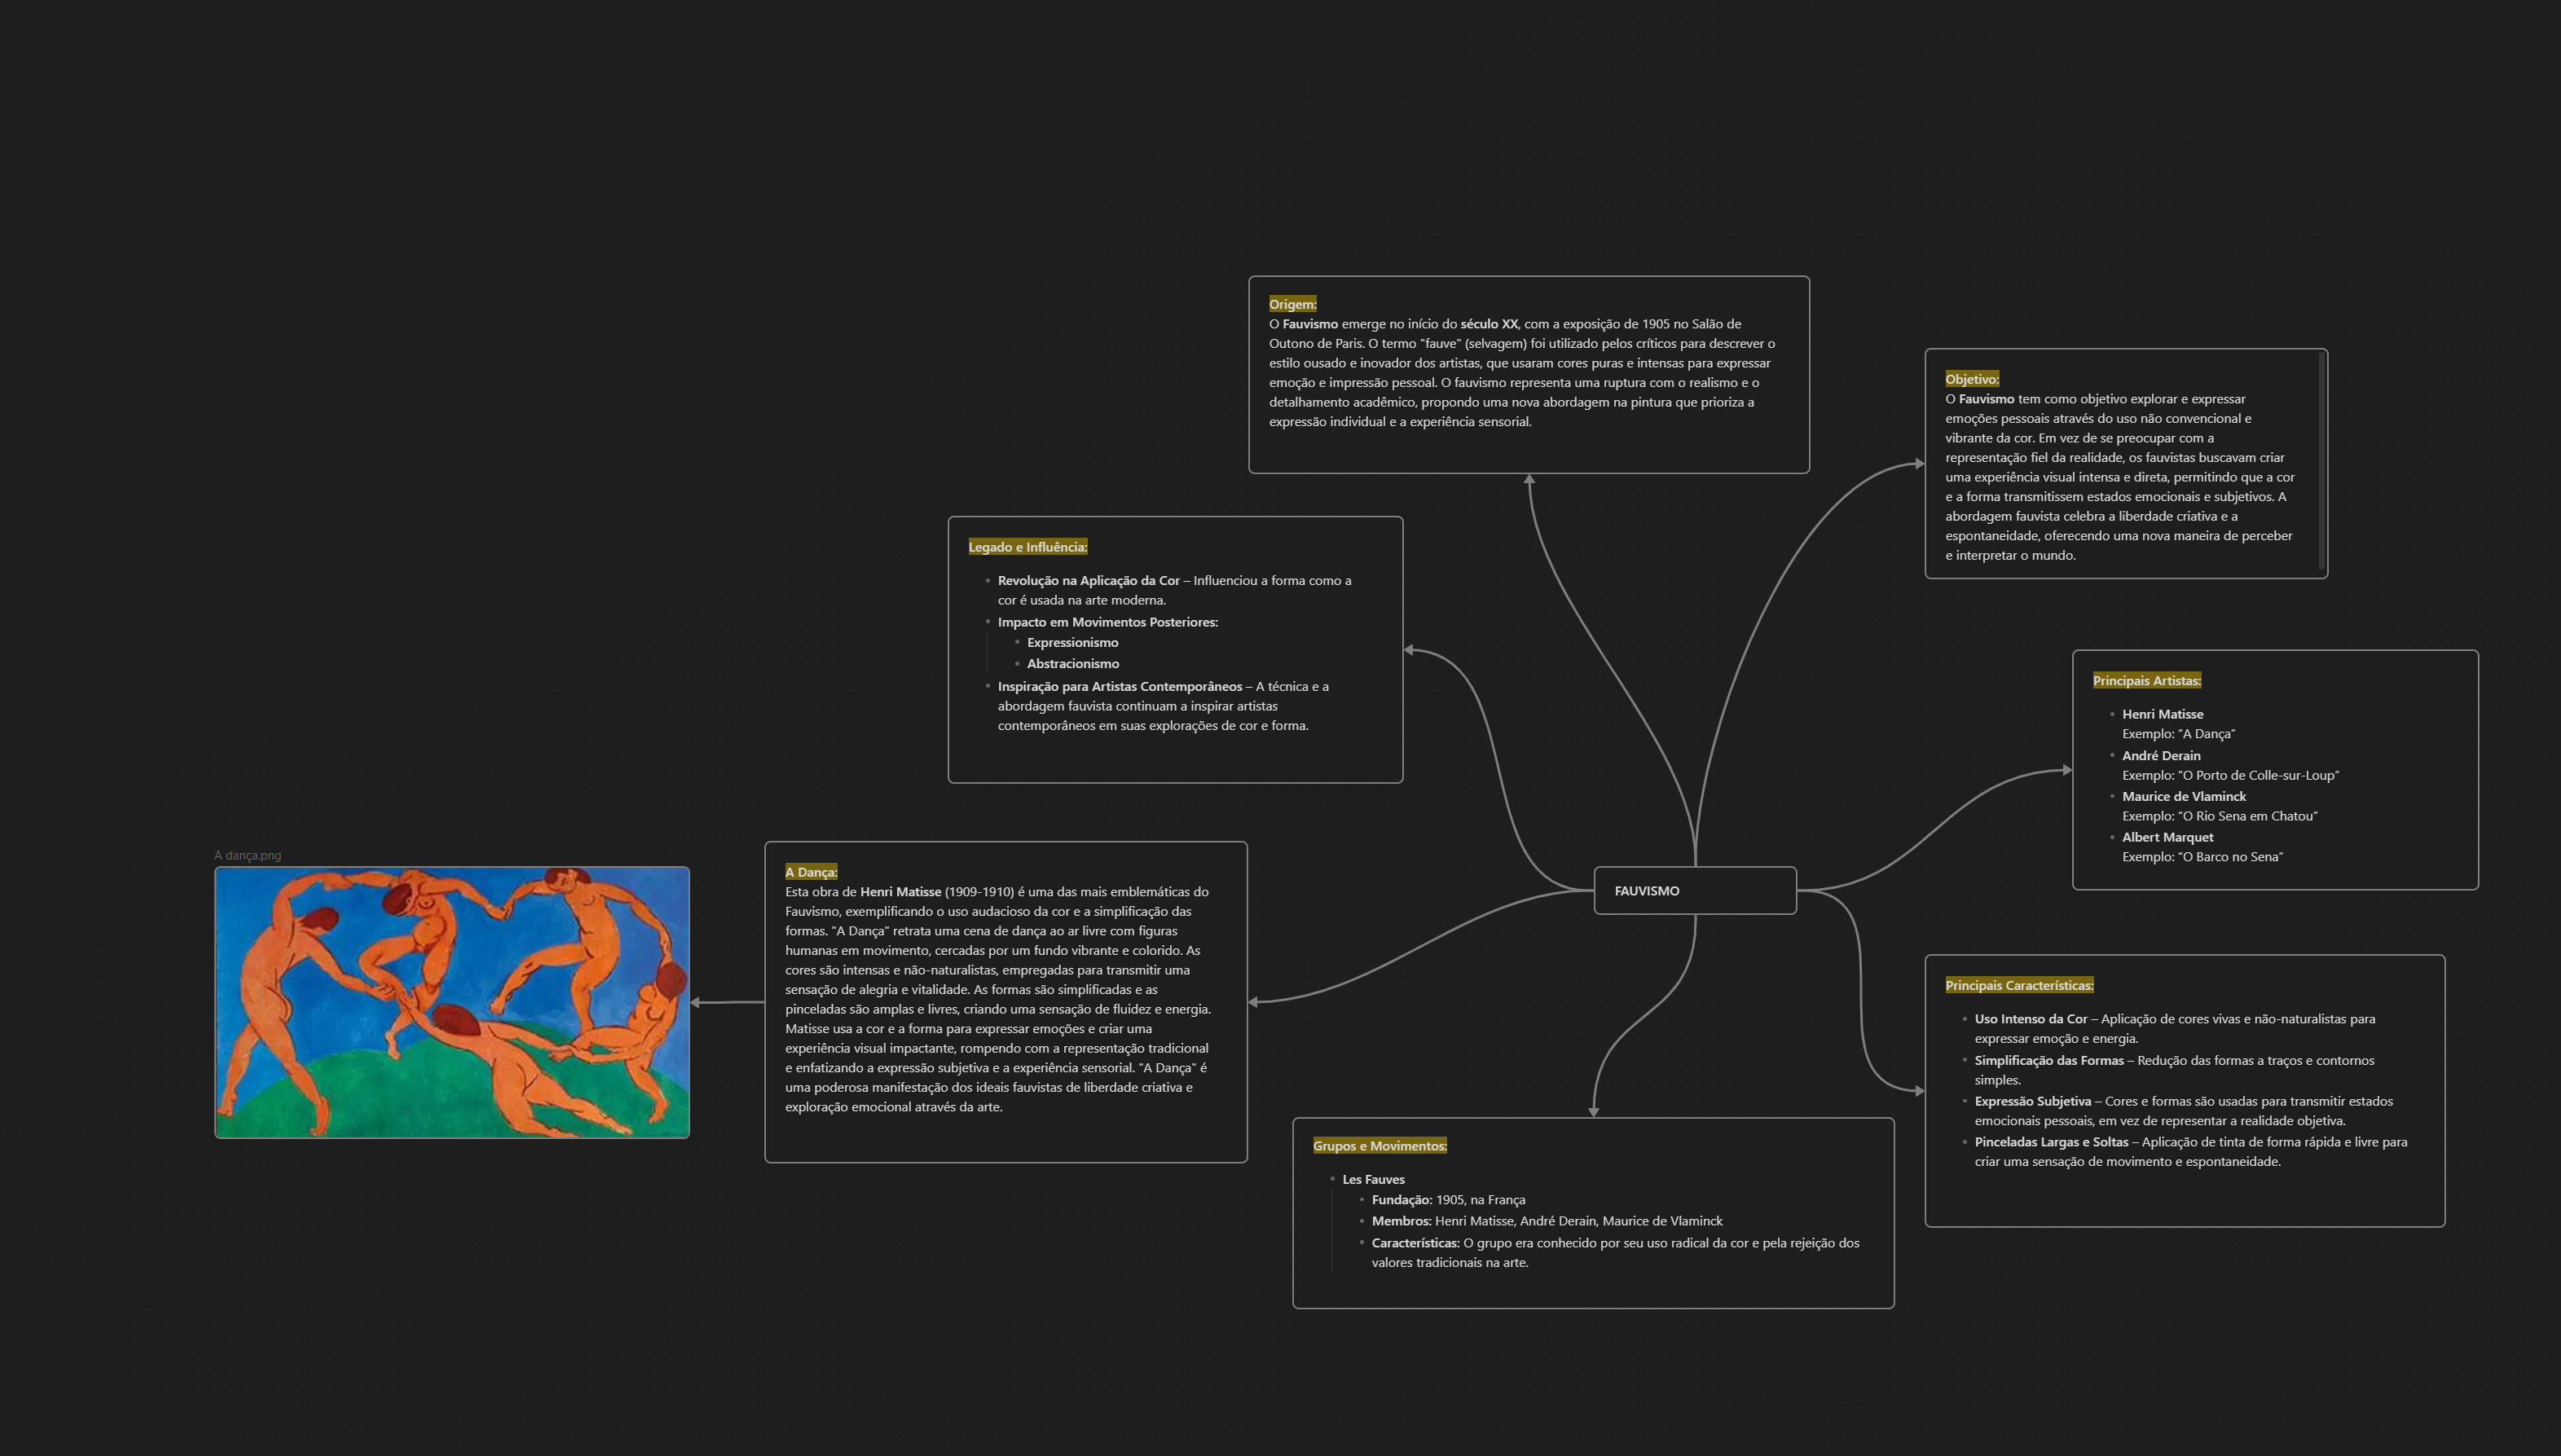 Origem:
O Fauvismo emerge no início do século XX, com a exposição de 1905 no Salão de
Outono de Paris. O termo "fauve" (selvagem) foi utilizado pelos críticos para descrever o
estilo ousado e inovador dos artistas, que usaram cores puras e intensas para expressar
emoção e impressão pessoal. O fauvismo representa uma ruptura com o realismo e o
detalhamento acadêmico, propondo uma nova abordagem na pintura que prioriza a
expressão individual e a experiência sensorial.
Objetivo:
O Fauvismo tem como objetivo explorar e expressar
emoções pessoais através do uso não convencional e
vibrante da cor. Em vez de se preocupar com a
representação fiel da realidade, os fauvistas buscavam criar
uma experiência visual intensa e direta, permitindo que a cor
e a forma transmitissem estados emocionais e subjetivos. A
abordagem fauvista celebra a liberdade criativa e a
espontaneidade, oferecendo uma nova maneira de perceber
e interpretar o mundo.
Legado e Influência:
Revolução na Aplicação da Cor – Influenciou a forma como a
cor é usada na arte moderna.
Impacto em Movimentos Posteriores:
Expressionismo
Abstracionismo
Inspiração para Artistas Contemporâneos – A técnica e a
abordagem fauvista continuam a inspirar artistas
contemporâneos em suas explorações de cor e forma.
Principais Artistas:
Henri Matisse
Exemplo: "A Dança"
André Derain
Exemplo: "O Porto de Colle-sur-Loup"
Maurice de Vlaminck
Exemplo: "O Rio Sena em Chatou"
Albert Marquet
Exemplo: "O Barco no Sena"
A dança.png
A Dança:
Esta obra de Henri Matisse (1909-1910) é uma das mais emblemáticas do
Fauvismo, exemplificando o uso audacioso da cor e a simplificação das
formas. "A Dança" retrata uma cena de dança ao ar livre com figuras
humanas em movimento, cercadas por um fundo vibrante e colorido. As
cores são intensas e não-naturalistas, empregadas para transmitir uma
sensação de alegria e vitalidade. As formas são simplificadas e as
pinceladas são amplas e livres, criando uma sensação de fluidez e energia.
Matisse usa a cor e a forma para expressar emoções e criar uma
experiência visual impactante, rompendo com a representação tradicional
e enfatizando a expressão subjetiva e a experiência sensorial. "A Dança" é
uma poderosa manifestação dos ideais fauvistas de liberdade criativa e
exploração emocional através da arte.
FAUVISMO
Principais Características:
Uso Intenso da Cor – Aplicação de cores vivas e não-naturalistas para
expressar emoção e energia.
Simplificação das Formas – Redução das formas a traços e contornos
simples.
Expressão Subjetiva – Cores e formas são usadas para transmitir estados
emocionais pessoais, em vez de representar a realidade objetiva.
Pinceladas Largas e Soltas – Aplicação de tinta de forma rápida e livre para
criar uma sensação de movimento e espontaneidade.
Grupos e Movimentos:
Les Fauves
Fundação: 1905, na França
Membros: Henri Matisse, André Derain, Maurice de Vlaminck
Características: O grupo era conhecido por seu uso radical da cor e pela rejeição dos
valores tradicionais na arte.